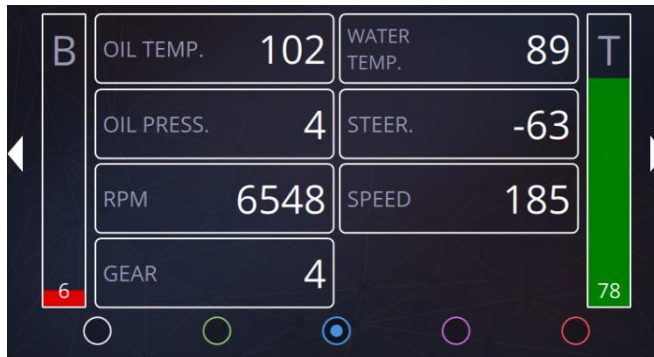 B
OIL TEMP. 102
WATER
TEMP. 89
T
OIL PRESS. 4
STEER. -63
RPM 6548
SPEED 185
GEAR 4
6
78